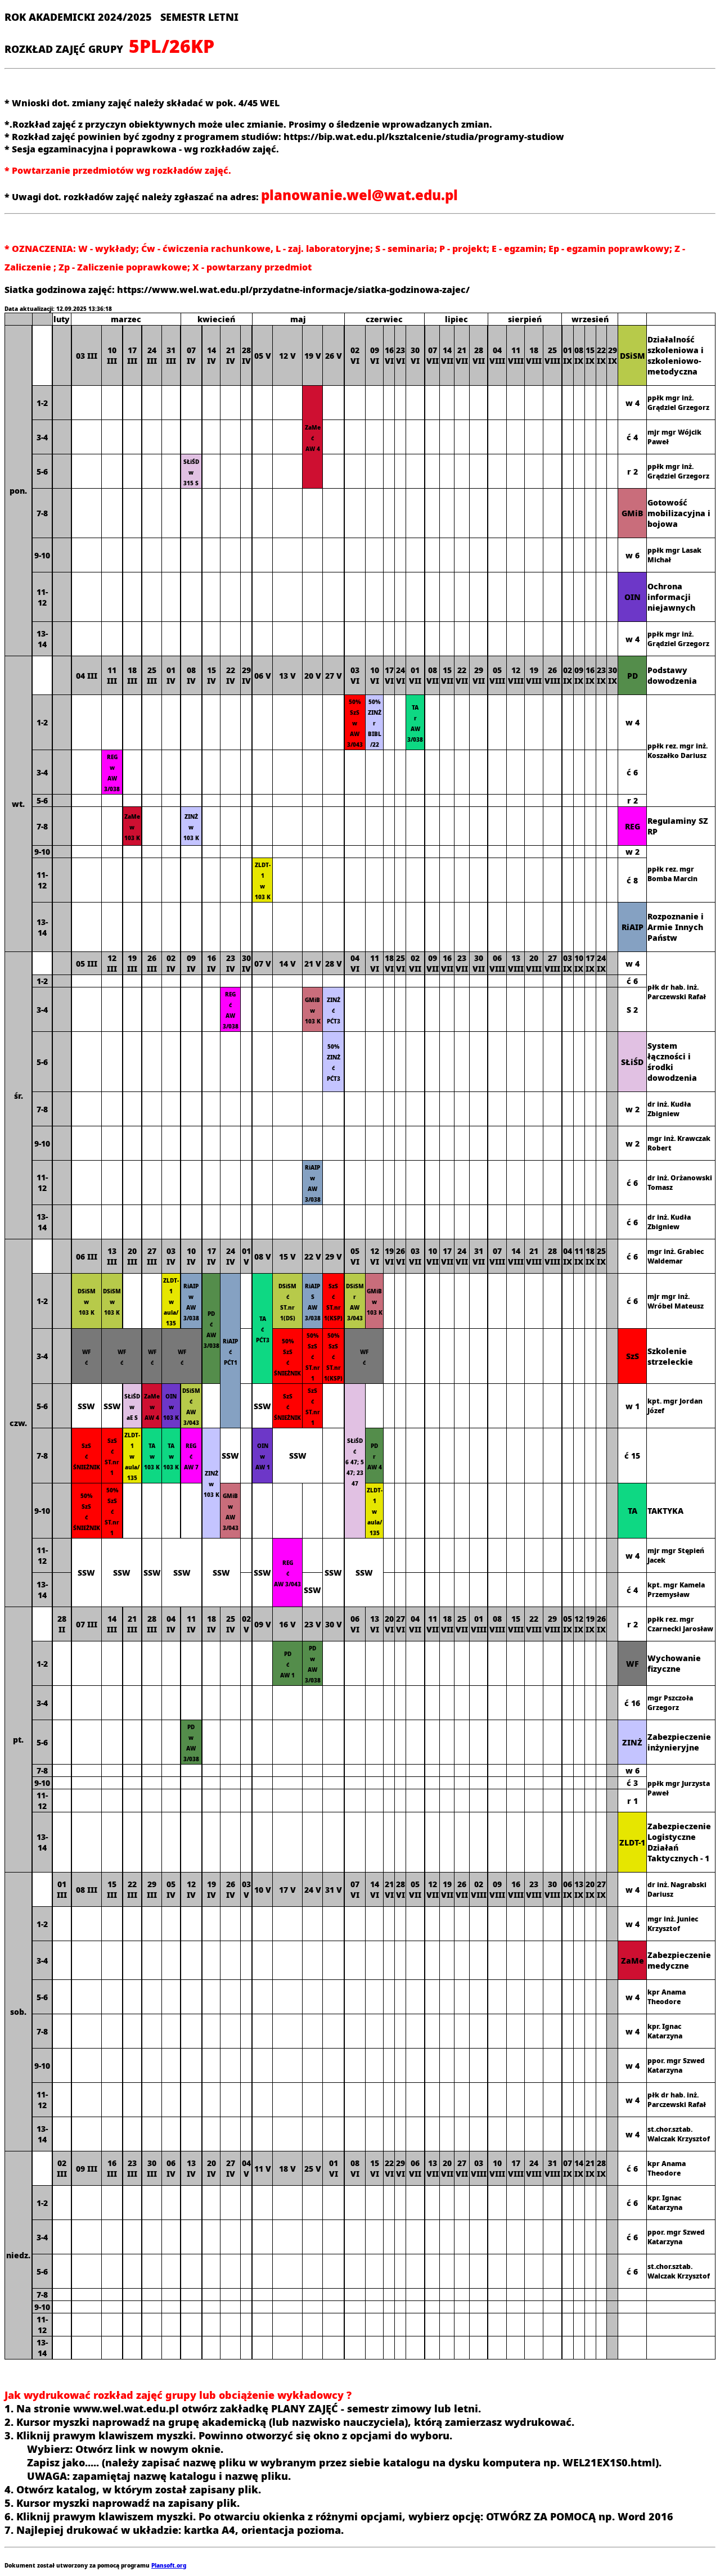 ROK AKADEMICKI 2024/2025 SEMESTR LETNI
ROZKŁAD ZAJĘĆ GRUPY 5PL/26KP
* Wnioski dot. zmiany zajęć należy składać w pok. 4/45 WEL
*.Rozkład zajęć z przyczyn obiektywnych może ulec zmianie. Prosimy o śledzenie wprowadzanych zmian.
* Rozkład zajęć powinien być zgodny z programem studiów: https://bip.wat.edu.pl/ksztalcenie/studia/programy-studiow
* Sesja egzaminacyjna i poprawkowa - wg rozkładów zajęć.
* Powtarzanie przedmiotów wg rozkładów zajęć.
* Uwagi dot. rozkładów zajęć należy zgłaszać na adres: planowanie.wel@wat.edu.pl
* OZNACZENIA: W - wykłady; Ćw - ćwiczenia rachunkowe, L - zaj. laboratoryjne; S - seminaria; P - projekt; E - egzamin; Ep - egzamin poprawkowy; Z -
Zaliczenie ; Zp - Zaliczenie poprawkowe; X - powtarzany przedmiot
Siatka godzinowa zajęć: https://www.wel.wat.edu.pl/przydatne-informacje/siatka-godzinowa-zajec/
Data aktualizacji: 12.09.2025 13:36:18
luty marzec kwiecień maj czerwiec lipiec sierpień wrzesień
pon. 03 III 10 III 17 III 24 III 31 III 07 IV 14 IV 21 IV 28 IV 05 V 12 V 19 V 26 V 02 VI 09 VI 16 VI 23 VI 30 VI 07 VII 14 VII 21 VII 28 VII 04 VIII 11 VIII 18 VIII 25 VIII 01 IX 08 IX 15 IX 22 IX 29 IX DSiSM Działalność szkoleniowa i szkoleniowo-metodyczna
1-2 ZaMe ć AW 4 w 4 ppłk mgr inż. Grądziel Grzegorz
3-4 ć 4 mjr mgr Wójcik Paweł
5-6 SŁiŚD w 315 S r 2 ppłk mgr inż. Grądziel Grzegorz
7-8 GMiB Gotowość mobilizacyjna i bojowa
9-10 w 6 ppłk mgr Lasak Michał
11-12 OIN Ochrona informacji niejawnych
13-14 w 4 ppłk mgr inż. Grądziel Grzegorz
wt. 04 III 11 III 18 III 25 III 01 IV 08 IV 15 IV 22 IV 29 IV 06 V 13 V 20 V 27 V 03 VI 10 VI 17 VI 24 VI 01 VII 08 VII 15 VII 22 VII 29 VII 05 VIII 12 VIII 19 VIII 26 VIII 02 IX 09 IX 16 IX 23 IX 30 IX PD Podstawy dowodzenia
1-2 50% SzS w AW 3/043 50% ZINŻ r BIBL /22 TA r AW 3/038 w 4 ppłk rez. mgr inż. Koszałko Dariusz
3-4 REG w AW 3/038 ć 6
5-6 r 2
7-8 ZaMe w 103 K ZINŻ w 103 K REG Regulaminy SZ RP
9-10 w 2 ppłk rez. mgr Bomba Marcin
11-12 ZLDT-1 w 103 K ć 8
13-14 RiAIP Rozpoznanie i Armie Innych Państw
śr. 05 III 12 III 19 III 26 III 02 IV 09 IV 16 IV 23 IV 30 IV 07 V 14 V 21 V 28 V 04 VI 11 VI 18 VI 25 VI 02 VII 09 VII 16 VII 23 VII 30 VII 06 VIII 13 VIII 20 VIII 27 VIII 03 IX 10 IX 17 IX 24 IX w 4 płk dr hab. inż. Parczewski Rafał
1-2 ć 6
3-4 REG ć AW 3/038 GMiB w 103 K ZINŻ ć PĆT3 S 2
5-6 50% ZINŻ ć PĆT3 SŁiŚD System łączności i środki dowodzenia
7-8 w 2 dr inż. Kudła Zbigniew
9-10 w 2 mgr inż. Krawczak Robert
11-12 RiAIP w AW 3/038 ć 6 dr inż. Orżanowski Tomasz
13-14 ć 6 dr inż. Kudła Zbigniew
czw. 06 III 13 III 20 III 27 III 03 IV 10 IV 17 IV 24 IV 01 V 08 V 15 V 22 V 29 V 05 VI 12 VI 19 VI 26 VI 03 VII 10 VII 17 VII 24 VII 31 VII 07 VIII 14 VIII 21 VIII 28 VIII 04 IX 11 IX 18 IX 25 IX ć 6 mgr inż. Grabiec Waldemar
1-2 DSiSM w 103 K DSiSM w 103 K ZLDT-1 w aula/135 RiAIP w AW 3/038 PD ć AW 3/038 RiAIP ć PĆT1 TA ć PĆT3 DSiSM ć ST.nr 1(DS) RiAIP S AW 3/038 SzS ć ST.nr 1(KSP) DSiSM r AW 3/043 GMiB w 103 K ć 6 mjr mgr inż. Wróbel Mateusz
3-4 WF ć WF ć WF ć WF ć 50% SzS ć ŚNIEŻNIK 50% SzS ć ST.nr 1 50% SzS ć ST.nr 1(KSP) WF ć SzS Szkolenie strzeleckie
5-6 SSW SSW SŁiŚD w aE S ZaMe w AW 4 OIN w 103 K DSiSM ć AW 3/043 SSW SzS ć ŚNIEŻNIK SzS ć ST.nr 1 SŁiŚD ć 6 47; 5 47; 23 47 w 1 kpt. mgr Jordan Józef
7-8 SzS ć ŚNIEŻNIK SzS ć ST.nr 1 ZLDT-1 w aula/135 TA w 103 K TA w 103 K REG ć AW 7 ZINŻ w 103 K SSW OIN w AW 1 SSW PD r AW 4 ć 15
9-10 50% SzS ć ŚNIEŻNIK 50% SzS ć ST.nr 1 GMiB w AW 3/043 ZLDT-1 w aula/135 TA TAKTYKA
11-12 SSW SSW SSW SSW SSW SSW REG ć AW 3/043 SSW SSW w 4 mjr mgr Stępień Jacek
13-14 SSW ć 4 kpt. mgr Kamela Przemysław
pt. 28 II 07 III 14 III 21 III 28 III 04 IV 11 IV 18 IV 25 IV 02 V 09 V 16 V 23 V 30 V 06 VI 13 VI 20 VI 27 VI 04 VII 11 VII 18 VII 25 VII 01 VIII 08 VIII 15 VIII 22 VIII 29 VIII 05 IX 12 IX 19 IX 26 IX r 2 ppłk rez. mgr Czarnecki Jarosław
1-2 PD ć AW 1 PD w AW 3/038 WF Wychowanie fizyczne
3-4 ć 16 mgr Pszczoła Grzegorz
5-6 PD w AW 3/038 ZINŻ Zabezpieczenie inżynieryjne
7-8 w 6 ppłk mgr Jurzysta Paweł
9-10 ć 3
11-12 r 1
13-14 ZLDT-1 Zabezpieczenie Logistyczne Działań Taktycznych - 1
sob. 01 III 08 III 15 III 22 III 29 III 05 IV 12 IV 19 IV 26 IV 03 V 10 V 17 V 24 V 31 V 07 VI 14 VI 21 VI 28 VI 05 VII 12 VII 19 VII 26 VII 02 VIII 09 VIII 16 VIII 23 VIII 30 VIII 06 IX 13 IX 20 IX 27 IX w 4 dr inż. Nagrabski Dariusz
1-2 w 4 mgr inż. Juniec Krzysztof
3-4 ZaMe Zabezpieczenie medyczne
5-6 w 4 kpr Anama Theodore
7-8 w 4 kpr. Ignac Katarzyna
9-10 w 4 ppor. mgr Szwed Katarzyna
11-12 w 4 płk dr hab. inż. Parczewski Rafał
13-14 w 4 st.chor.sztab. Walczak Krzysztof
niedz. 02 III 09 III 16 III 23 III 30 III 06 IV 13 IV 20 IV 27 IV 04 V 11 V 18 V 25 V 01 VI 08 VI 15 VI 22 VI 29 VI 06 VII 13 VII 20 VII 27 VII 03 VIII 10 VIII 17 VIII 24 VIII 31 VIII 07 IX 14 IX 21 IX 28 IX ć 6 kpr Anama Theodore
1-2 ć 6 kpr. Ignac Katarzyna
3-4 ć 6 ppor. mgr Szwed Katarzyna
5-6 ć 6 st.chor.sztab. Walczak Krzysztof
7-8
9-10
11-12
13-14
Jak wydrukować rozkład zajęć grupy lub obciążenie wykładowcy ?
1. Na stronie www.wel.wat.edu.pl otwórz zakładkę PLANY ZAJĘĆ - semestr zimowy lub letni.
2. Kursor myszki naprowadź na grupę akademicką (lub nazwisko nauczyciela), którą zamierzasz wydrukować.
3. Kliknij prawym klawiszem myszki. Powinno otworzyć się okno z opcjami do wyboru.
Wybierz: Otwórz link w nowym oknie.
Zapisz jako..... (należy zapisać nazwę pliku w wybranym przez siebie katalogu na dysku komputera np. WEL21EX1S0.html).
UWAGA: zapamiętaj nazwę katalogu i nazwę pliku.
4. Otwórz katalog, w którym został zapisany plik.
5. Kursor myszki naprowadź na zapisany plik.
6. Kliknij prawym klawiszem myszki. Po otwarciu okienka z różnymi opcjami, wybierz opcję: OTWÓRZ ZA POMOCĄ np. Word 2016
7. Najlepiej drukować w układzie: kartka A4, orientacja pozioma.
Dokument został utworzony za pomocą programu Plansoft.org